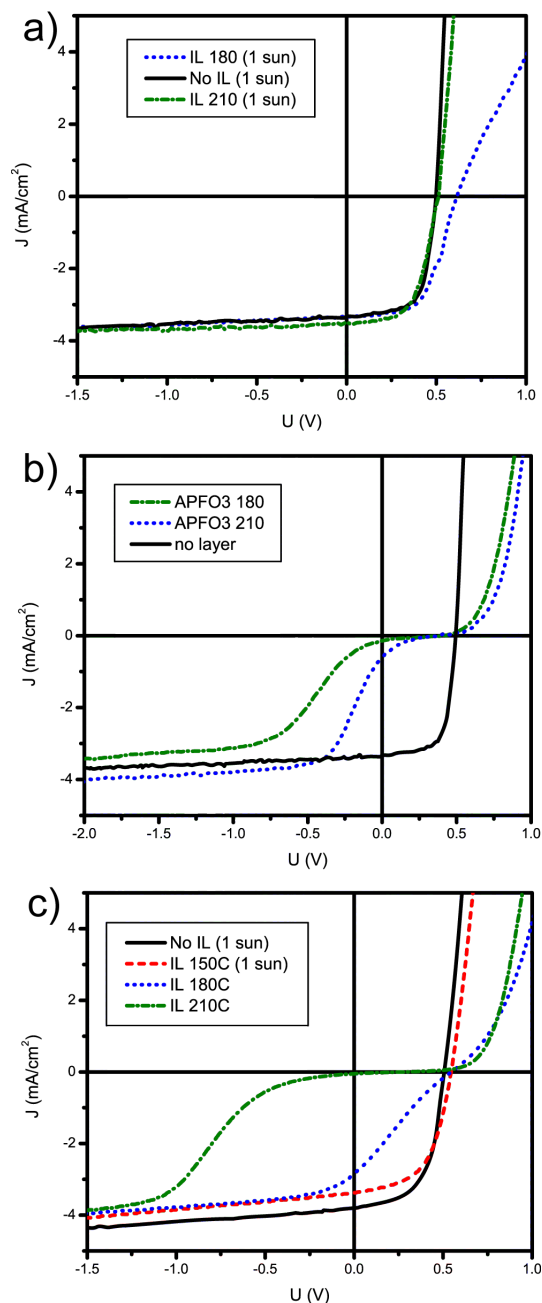 a)
IL 180 (1 sun)
No IL (1 sun)
IL 210 (1 sun)
4
2
0
-2
-4
J (mA/cm²)
-1.5 -1.0 -0.5 0.0 0.5 1.0
U (V)
b)
APFO3 180
APFO3 210
no layer
4
2
0
-2
-4
J (mA/cm²)
-2.0 -1.5 -1.0 -0.5 0.0 0.5 1.0
U (V)
c)
No IL (1 sun)
IL 150C (1 sun)
IL 180C
IL 210C
4
2
0
-2
-4
J (mA/cm²)
-1.5 -1.0 -0.5 0.0 0.5 1.0
U (V)